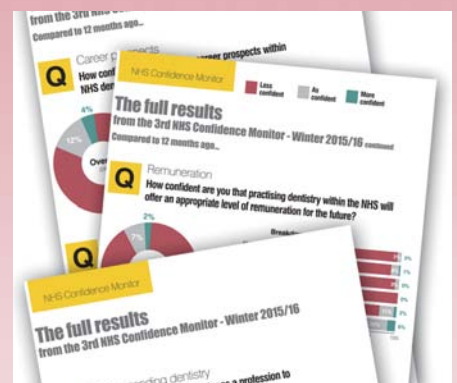 from the 3rd NHS
Compared to 12 months ago...
Career prospects
career prospects within
Q
How
NHS
4%
12%
Over
NHS Confidence Monitor
Less confident
As confident
More confident
The full results
from the 3rd NHS Confidence Monitor - Winter 2015/16 continued
Compared to 12 months ago...
Q
Remuneration
How confident are you that practising dentistry within the NHS will
offer an appropriate level of remuneration for the future?
2%
7%
Q
NHS Confidence Monitor
The full results
from the 3rd NHS Confidence Monitor - Winter 2015/16
dentistry
profession to